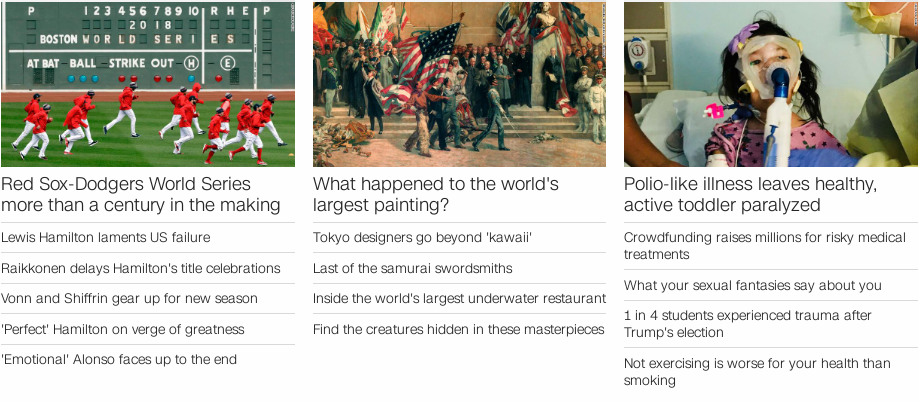 P 1 2 3 4 5 6 7 8 9 10 R H E P
2 0 1 8
BOSTON WORLD SERIES
AT BAT BALL STRIKE OUT H E
Red Sox-Dodgers World Series
more than a century in the making
Lewis Hamilton laments US failure
Raikkonen delays Hamilton's title celebrations
Vonn and Shiffrin gear up for new season
'Perfect' Hamilton on verge of greatness
'Emotional' Alonso faces up to the end
What happened to the world's
largest painting?
Tokyo designers go beyond 'kawaii'
Last of the samurai swordsmiths
Inside the world's largest underwater restaurant
Find the creatures hidden in these masterpieces
Polio-like illness leaves healthy,
active toddler paralyzed
Crowdfunding raises millions for risky medical
treatments
What your sexual fantasies say about you
1 in 4 students experienced trauma after
Trump's election
Not exercising is worse for your health than
smoking